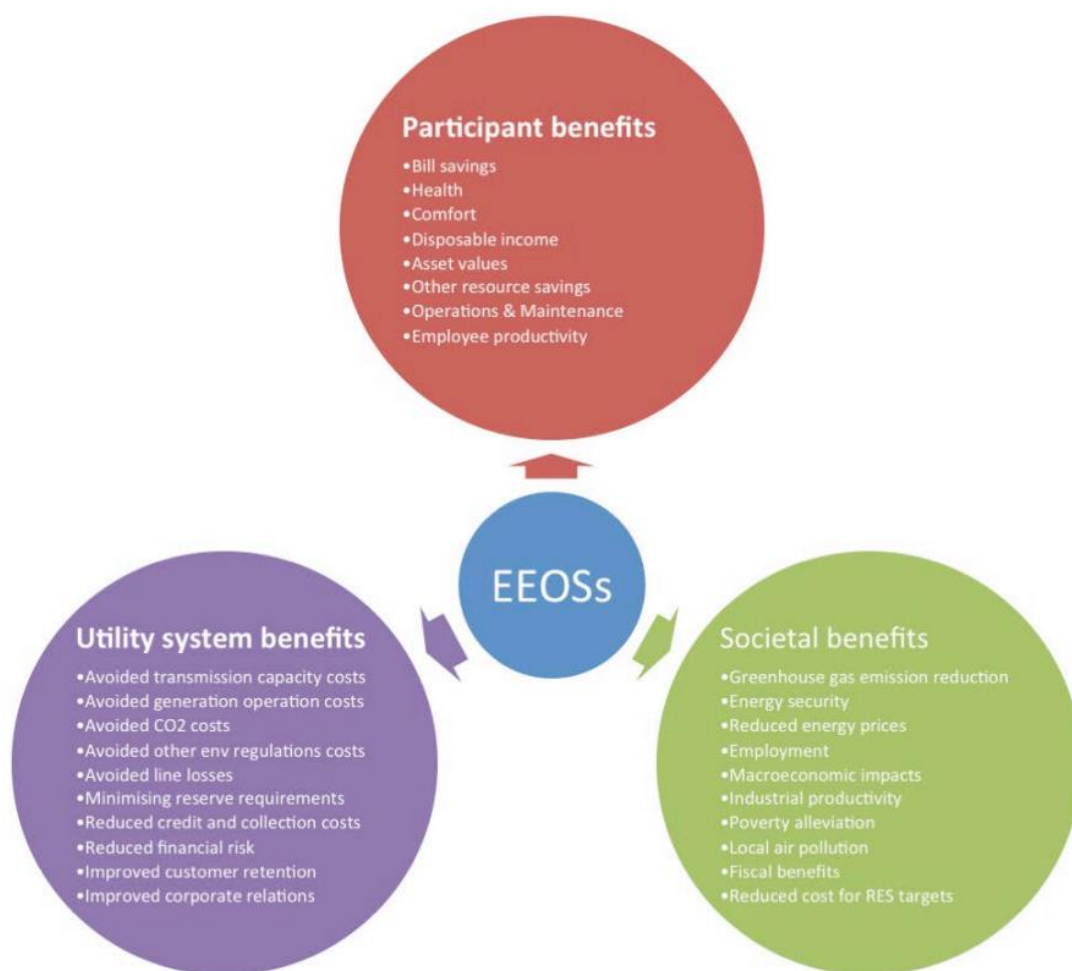 Participant benefits
•Bill savings
•Health
•Comfort
•Disposable income
•Asset values
•Other resource savings
•Operations & Maintenance
•Employee productivity
EEOSs
Utility system benefits
•Avoided transmission capacity costs
•Avoided generation operation costs
•Avoided CO2 costs
•Avoided other env regulations costs
•Avoided line losses
•Minimising reserve requirements
•Reduced credit and collection costs
•Reduced financial risk
•Improved customer retention
•Improved corporate relations
Societal benefits
•Greenhouse gas emission reduction
•Energy security
•Reduced energy prices
•Employment
•Macroeconomic impacts
•Industrial productivity
•Poverty alleviation
•Local air pollution
•Fiscal benefits
•Reduced cost for RES targets